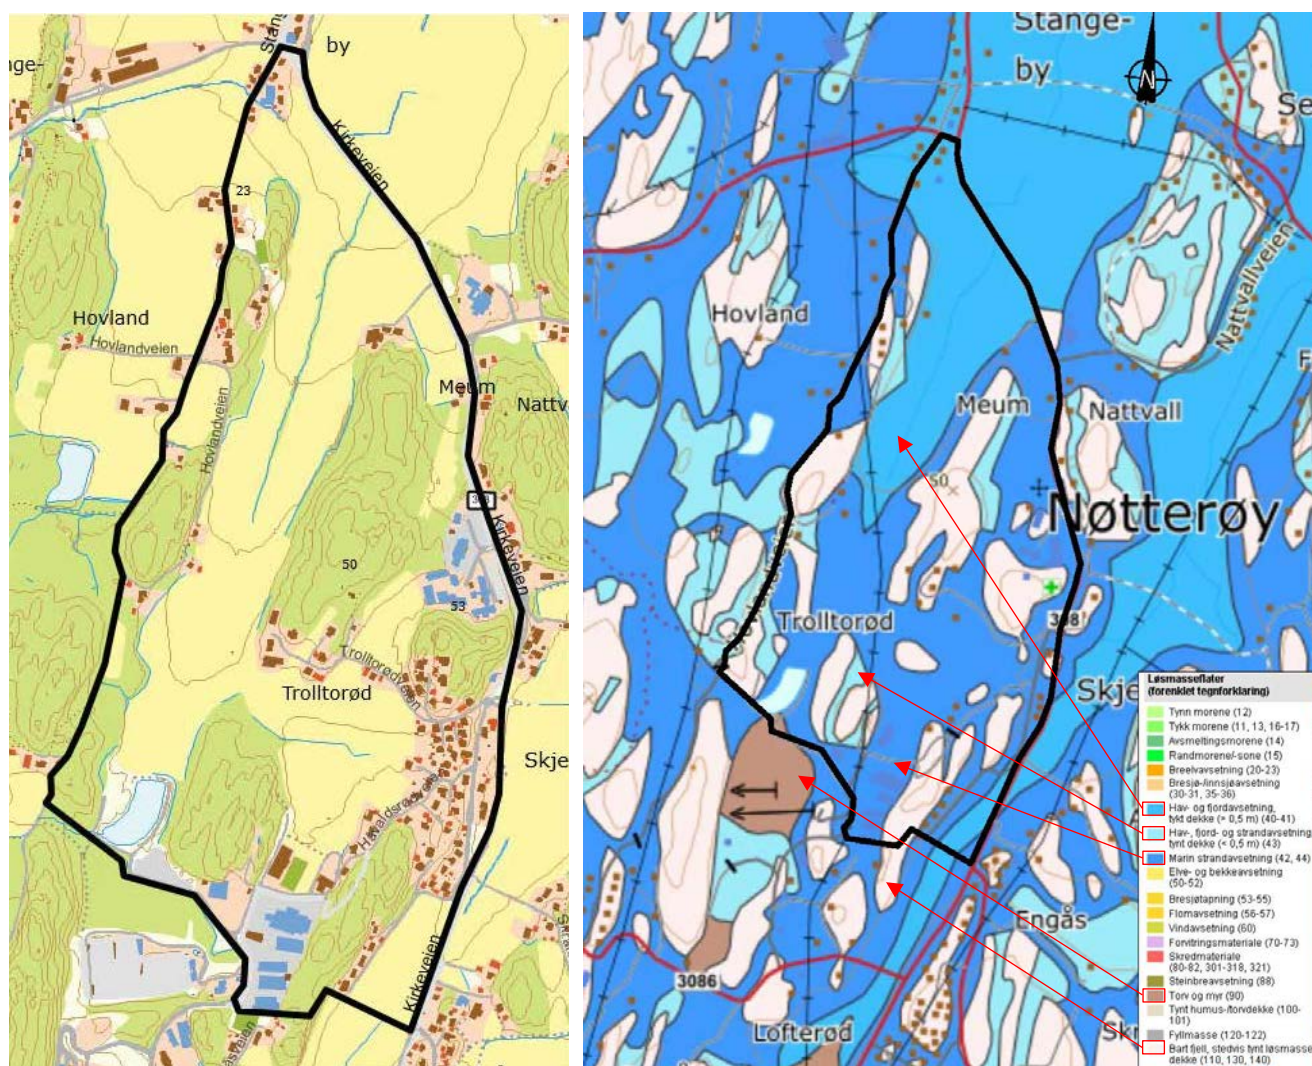 Stang
by
nge-
Kirkeveien
23
Hovland
Hovlandveien
Hovlandveien
Meum
Nattv
Kirkeveien
50
53
Trolltorødveien
Trolltorød
Skje
Havaldsrødveien
Kirkeveien
åsveien
Stange-
by
N
Se
Nattvallveien
Hovland
Meum
Nattvall
F
50
Nøtterøy
Trolltorød
308
Skje
Engås
3086
Lofterød
Løsmasseflater
(forenklet tegnforklaring)
Tynn morene (12)
Tykk morene (11, 13, 16-17)
Avsmeltingsmorene (14)
Randmorene/-sone (15)
Breelvavsetning (20-23)
Bresjø-/innsjøavsetning
(30-31, 35-36)
Hav- og fjordavsetning,
tykt dekke (> 0,5 m) (40-41)
Hav-, fjord- og strandavsetning,
tynt dekke (< 0,5 m) (43)
Marin strandavsetning (42, 44)
Elve- og bekkeavsetning
(50-52)
Bresjøtapning (53-55)
Flomavsetning (56-57)
Vindavsetning (60)
Forvitringsmateriale (70-73)
Skredmateriale
(80-82, 301-318, 321)
Steinbreavsetning (88)
Torv og myr (90)
Tynt humus-/torvdekke (100-
101)
Fyllmasse (120-122)
Bart fjell, stedvis tynt løsmasse
dekke (110, 130, 140)